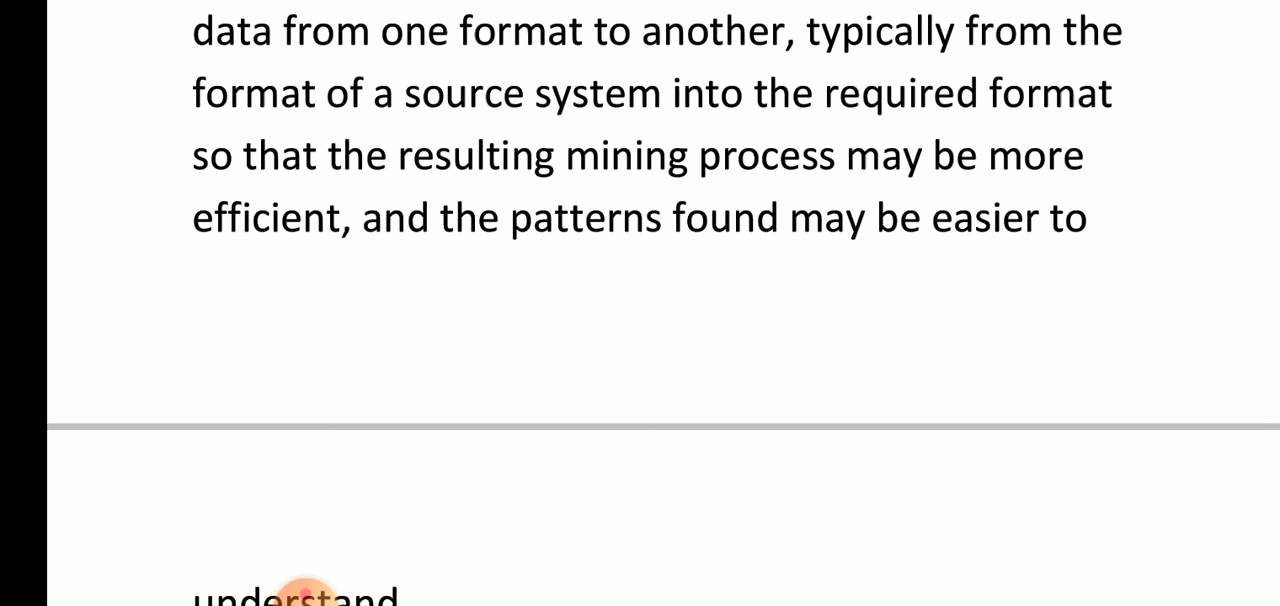 data from one format to another, typically from the
format of a source system into the required format
so that the resulting mining process may be more
efficient, and the patterns found may be easier to
understand